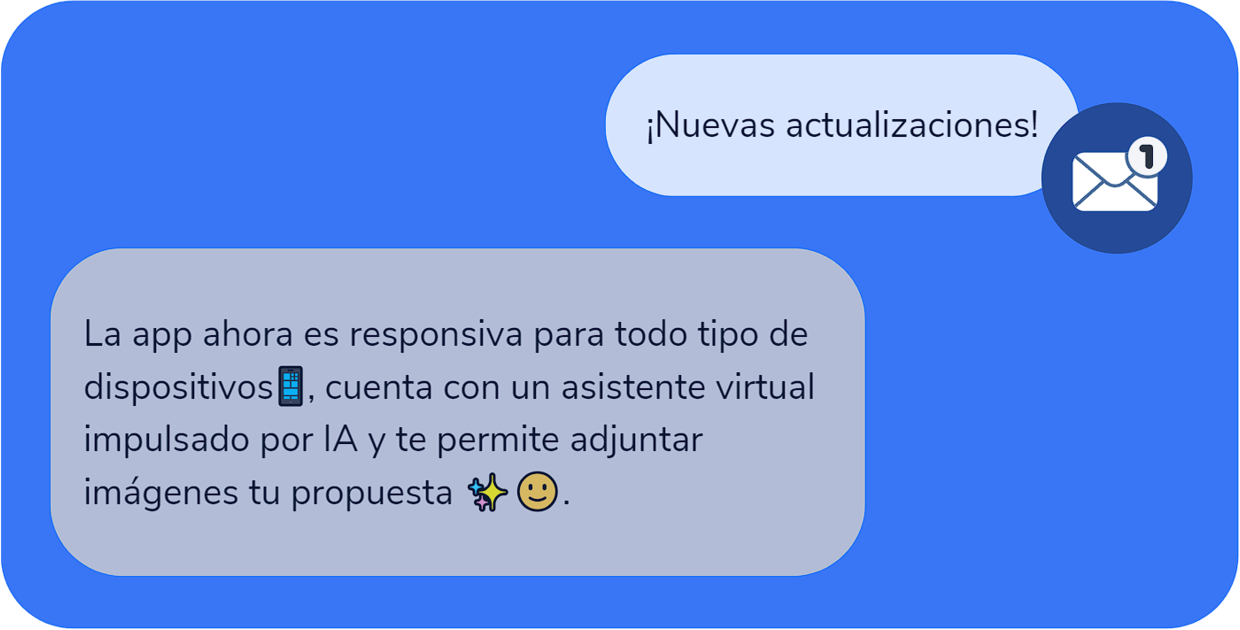 ¡Nuevas actualizaciones!
1
La app ahora es responsiva para todo tipo de
dispositivos📱, cuenta con un asistente virtual
impulsado por IA y te permite adjuntar
imágenes tu propuesta ✨🙂.